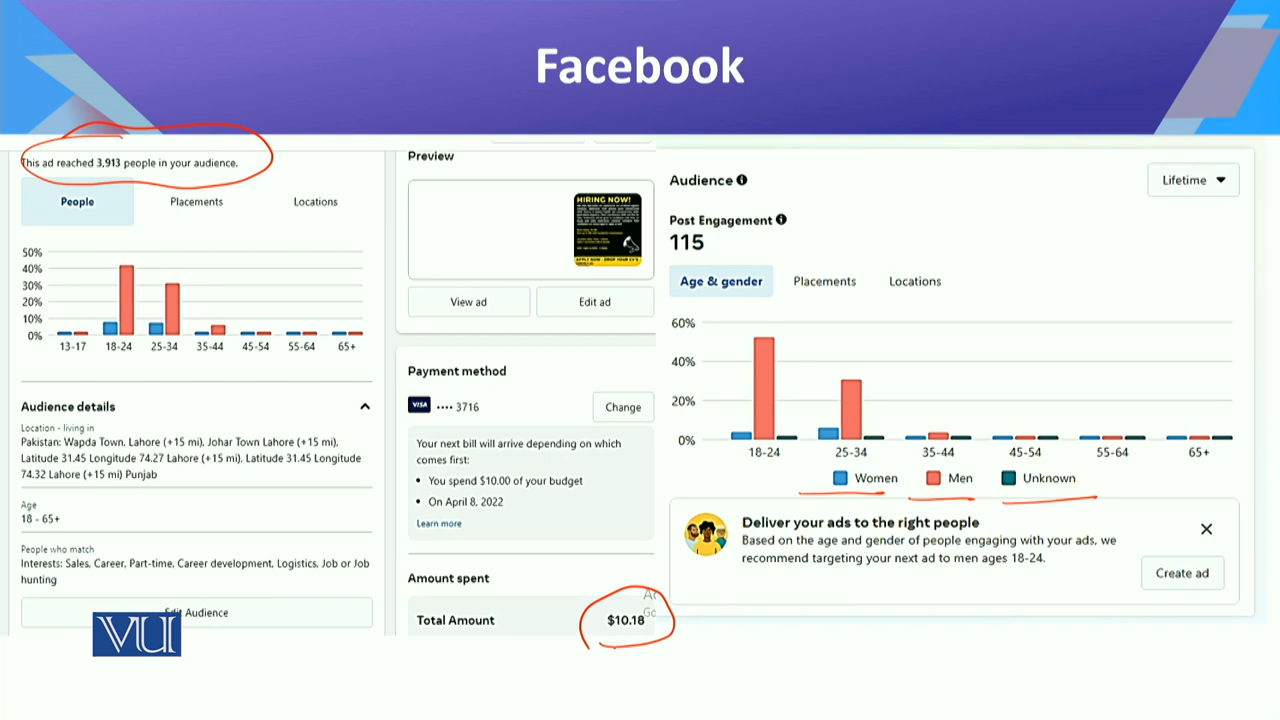 Facebook
This ad reached 3,913 people in your audience.
People
Placements
Locations
50%
40%
30%
20%
10%
0%
13-17
18-24
25-34
35-44
45-54
55-64
65+
Audience details
Location - living in
Pakistan: Wapda Town, Lahore (+15 mi), Johar Town Lahore (+15 mi),
Latitude 31.45 Longitude 74.27 Lahore (+15 mi), Latitude 31.45 Longitude
74.32 Lahore (+15 mi) Punjab
Age
18 - 65+
People who match
Interests: Sales, Career, Part-time, Career development, Logistics, Job or Job
hunting
Edit Audience
VU
Preview
HIRING NOW!
View ad
Edit ad
Payment method
VISA
•••• 3716
Change
Your next bill will arrive depending on which
comes first:
• You spend $10.00 of your budget
• On April 8, 2022
Learn more
Amount spent
Total Amount
$10.18
Audience
Lifetime
Post Engagement
115
Age & gender
Placements
Locations
60%
40%
20%
0%
18-24
25-34
35-44
45-54
55-64
65+
Women
Men
Unknown
Deliver your ads to the right people
Based on the age and gender of people engaging with your ads, we
recommend targeting your next ad to men ages 18-24.
Create ad